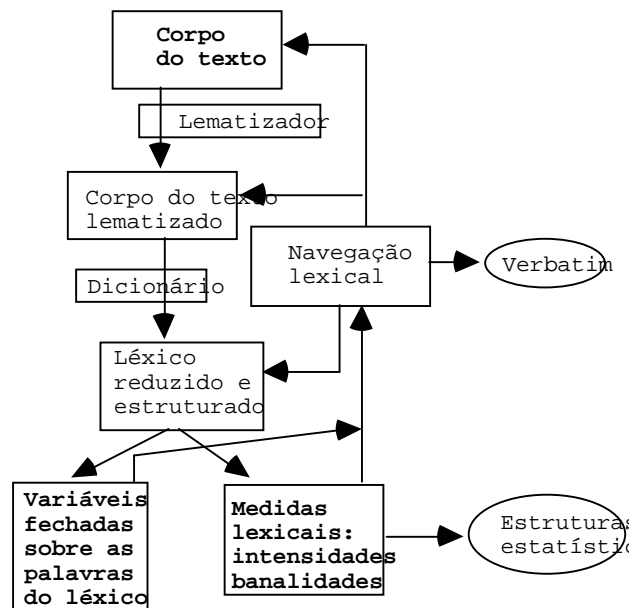 Corpo
do texto
Lematizador
Corpo do texto
lematizado
Navegação
lexical
Verbatim
Dicionário
Léxico
reduzido e
estruturado
Variáveis
fechadas
sobre as
palavras
do léxico
Medidas
lexicais:
intensidades
banalidades
Estruturas
estatístic